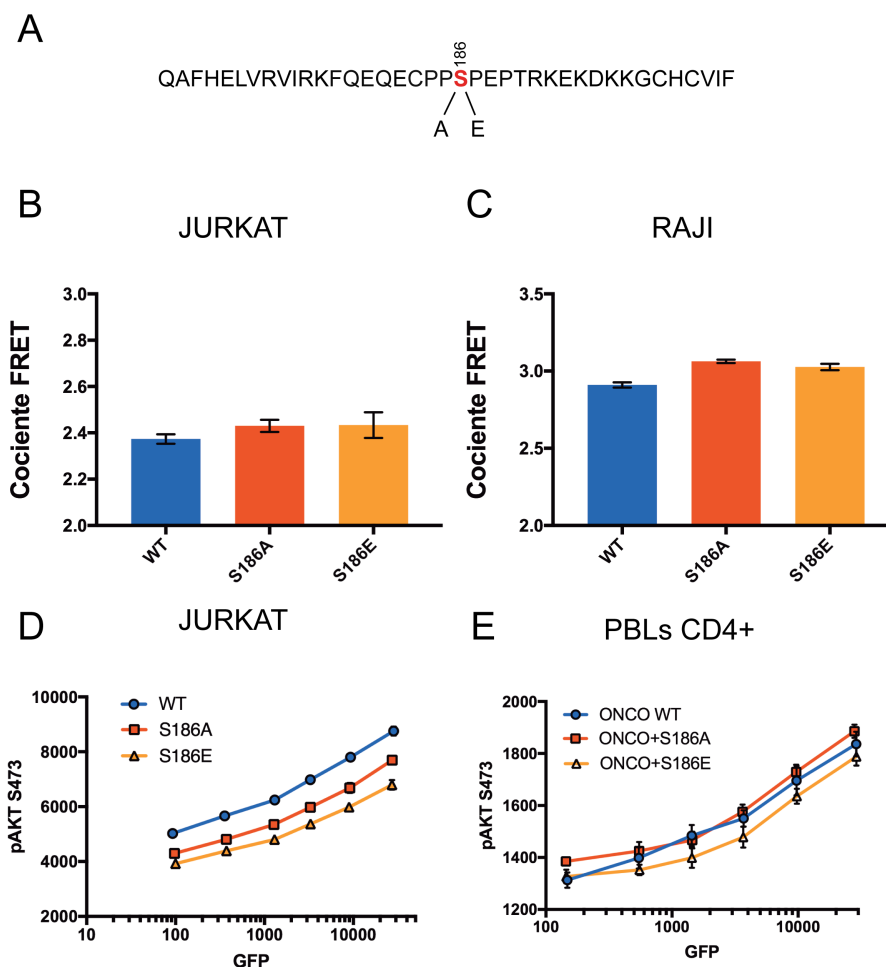 A
186
QAFHELVRVIRKFQEQECPPSPEPTRKEKDKKGCHCVIF
A E
B
JURKAT
Cociente FRET
3.0
2.8
2.6
2.4
2.2
2.0
WT
S186A
S186E
C
RAJI
Cociente FRET
3.5
3.0
2.5
2.0
WT
S186A
S186E
D
JURKAT
pAKT S473
10000
8000
6000
4000
2000
WT
S186A
S186E
10 100 1000 10000
GFP
E
PBLs CD4+
pAKT S473
2000
1800
1600
1400
1200
ONCO WT
ONCO+S186A
ONCO+S186E
100 1000 10000
GFP